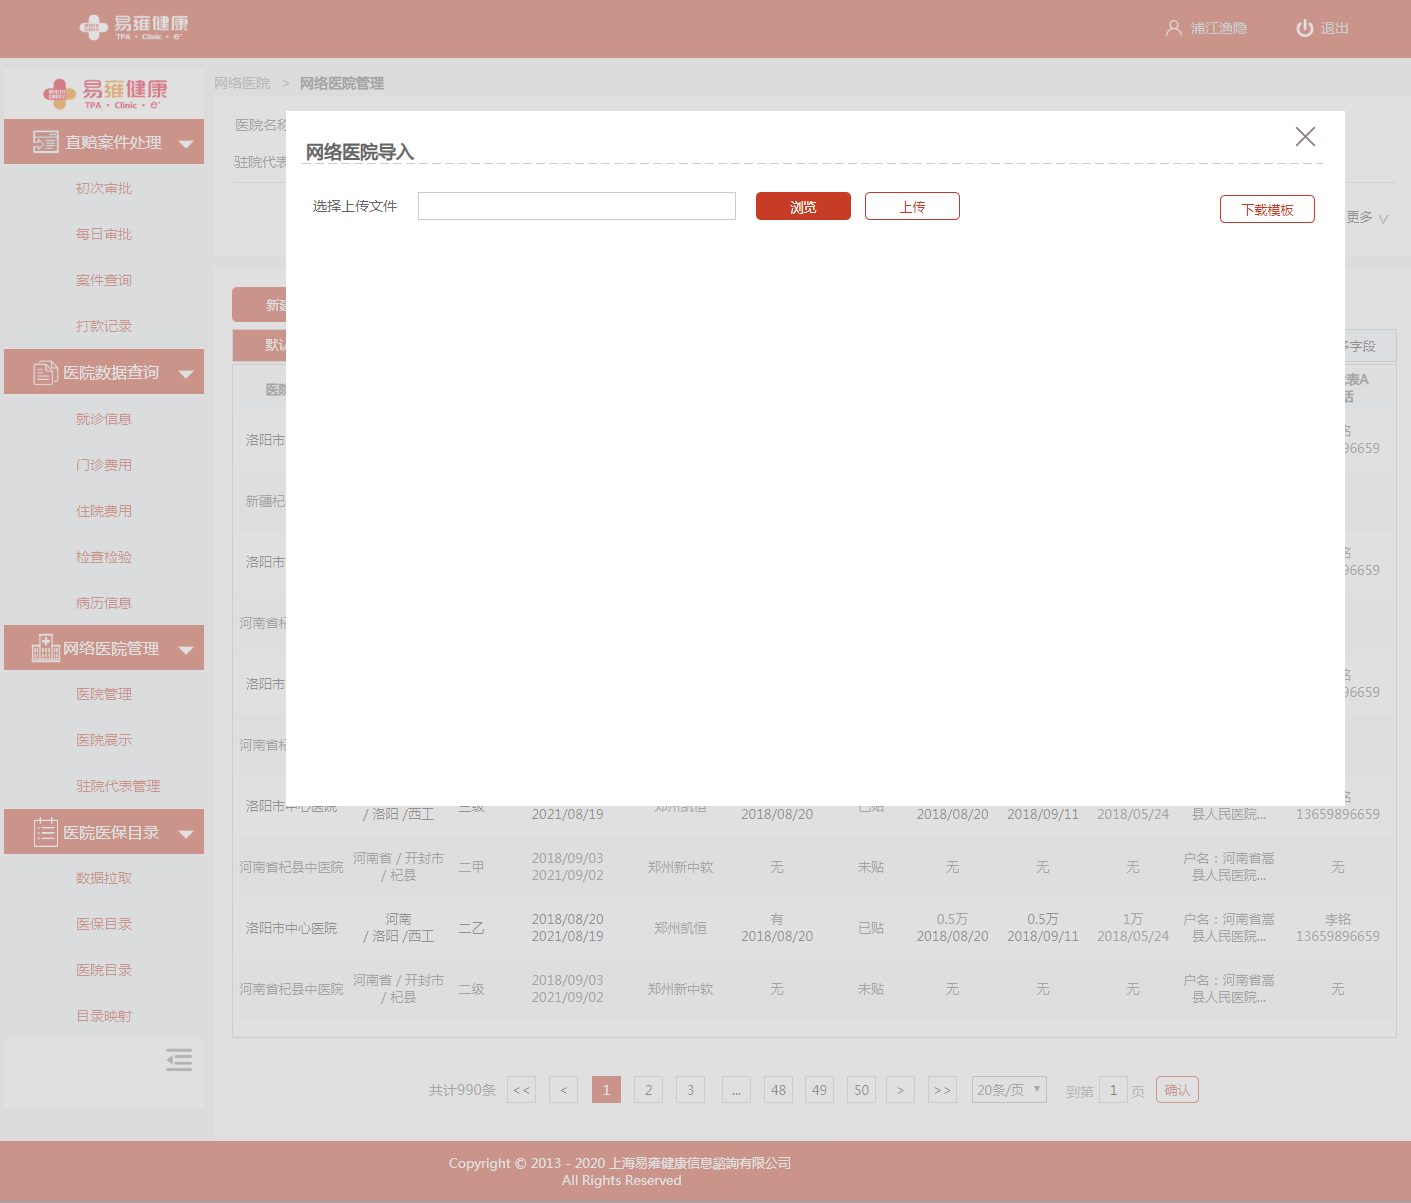 易雍健康
TPA · Clinic · e⁺
浦江渔隐
退出
易雍健康
TPA · Clinic · e⁺
网络医院 > 网络医院管理
直赔案件处理
初次审批
每日审批
案件查询
打款记录
医院数据查询
就诊信息
门诊费用
住院费用
检查检验
病历信息
网络医院管理
医院管理
医院展示
驻院代表管理
医院医保目录
数据拉取
医保目录
医院目录
目录映射
医院名称
驻院代表
更多
新建
默认
字段
医院
表A
洛阳市
96659
新疆杞
洛阳市
96659
河南省杞
洛阳市
96659
河南省杞
网络医院导入
选择上传文件
浏览
上传
下载模板
洛阳市中心医院 / 洛阳 /西工 二级 2021/08/19 郑州凯恒 2018/08/20 已贴 2018/08/20 2018/09/11 2018/05/24 县人民医院... 13659896659
河南省杞县中医院 河南省 / 开封市 / 杞县 二甲 2018/09/03 2021/09/02 郑州新中软 无 未贴 无 无 无 户名：河南省嵩县人民医院... 无
洛阳市中心医院 河南 / 洛阳 /西工 二乙 2018/08/20 2021/08/19 郑州凯恒 有 2018/08/20 已贴 0.5万 2018/08/20 0.5万 2018/09/11 1万 2018/05/24 户名：河南省嵩县人民医院... 李铭 13659896659
河南省杞县中医院 河南省 / 开封市 / 杞县 二级 2018/09/03 2021/09/02 郑州新中软 无 未贴 无 无 无 户名：河南省嵩县人民医院... 无
共计990条 << < 1 2 3 ... 48 49 50 > >> 20条/页 到第 1 页 确认
Copyright © 2013 - 2020 上海易雍健康信息諮詢有限公司
All Rights Reserved